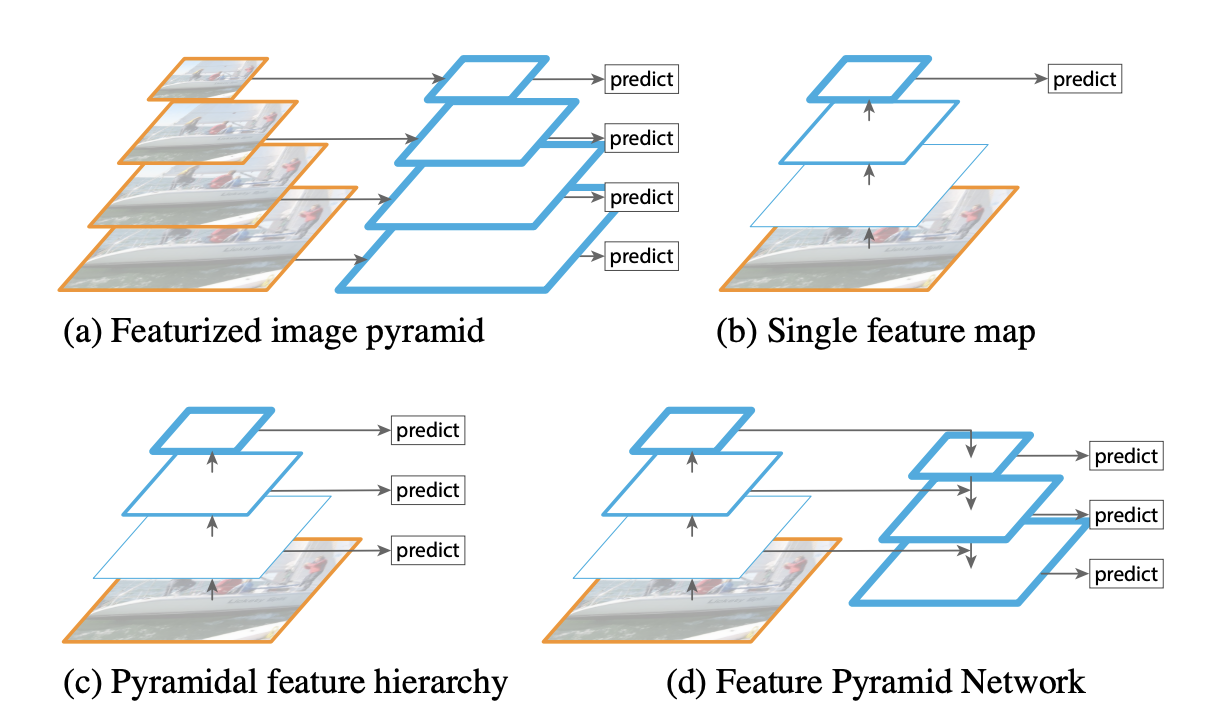 predict
predict
predict
predict
predict
(a) Featurized image pyramid
(b) Single feature map
predict
predict
predict
predict
predict
predict
(c) Pyramidal feature hierarchy
(d) Feature Pyramid Network